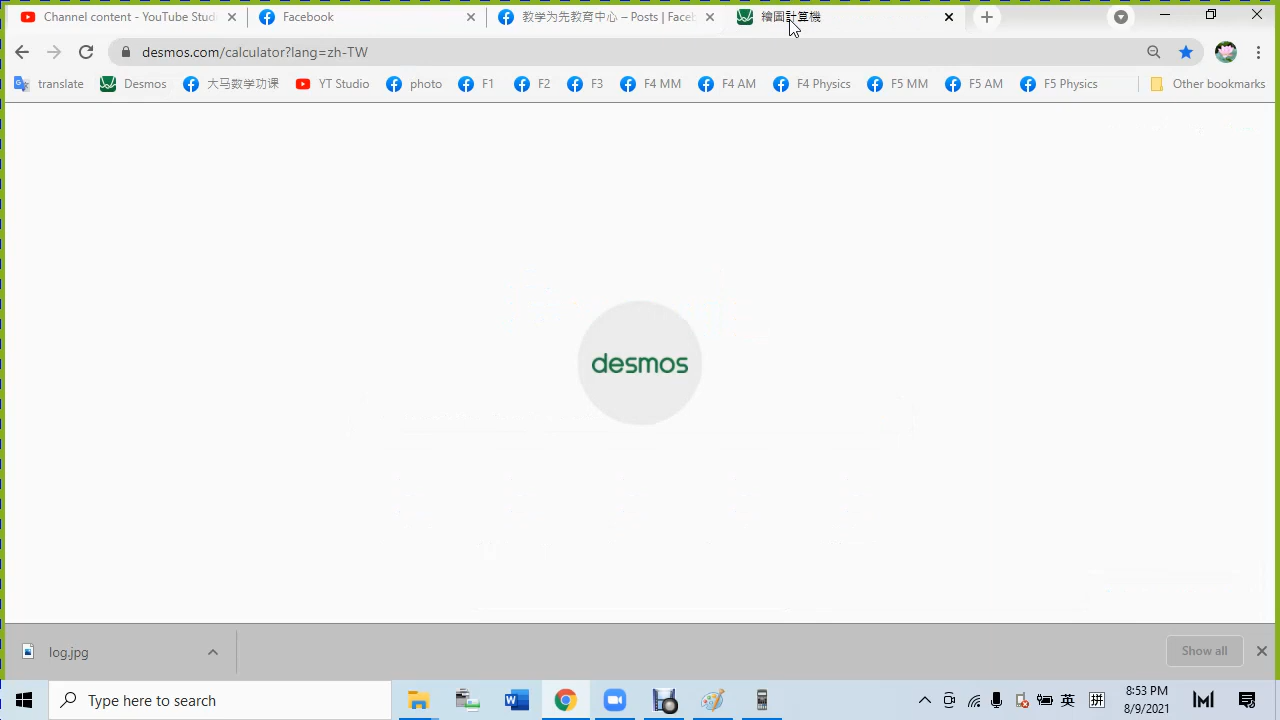 Channel content - YouTube Stud
Facebook
教学为先教育中心 – Posts | Faceb
繪圖計算機
desmos.com/calculator?lang=zh-TW
translate
Desmos
大马数学功课
YT Studio
photo
F1
F2
F3
F4 MM
F4 AM
F4 Physics
F5 MM
F5 AM
F5 Physics
Other bookmarks
desmos
log.jpg
Show all
Type here to search
英
拼
8:53 PM
8/9/2021